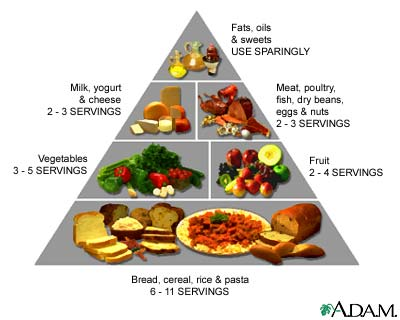 Fats, oils
& sweets
USE SPARINGLY
Milk, yogurt
& cheese
2 - 3 SERVINGS
Meat, poultry,
fish, dry beans,
eggs & nuts
2 - 3 SERVINGS
Vegetables
3 - 5 SERVINGS
Fruit
2 - 4 SERVINGS
Bread, cereal, rice & pasta
6 - 11 SERVINGS
A.D.A.M.